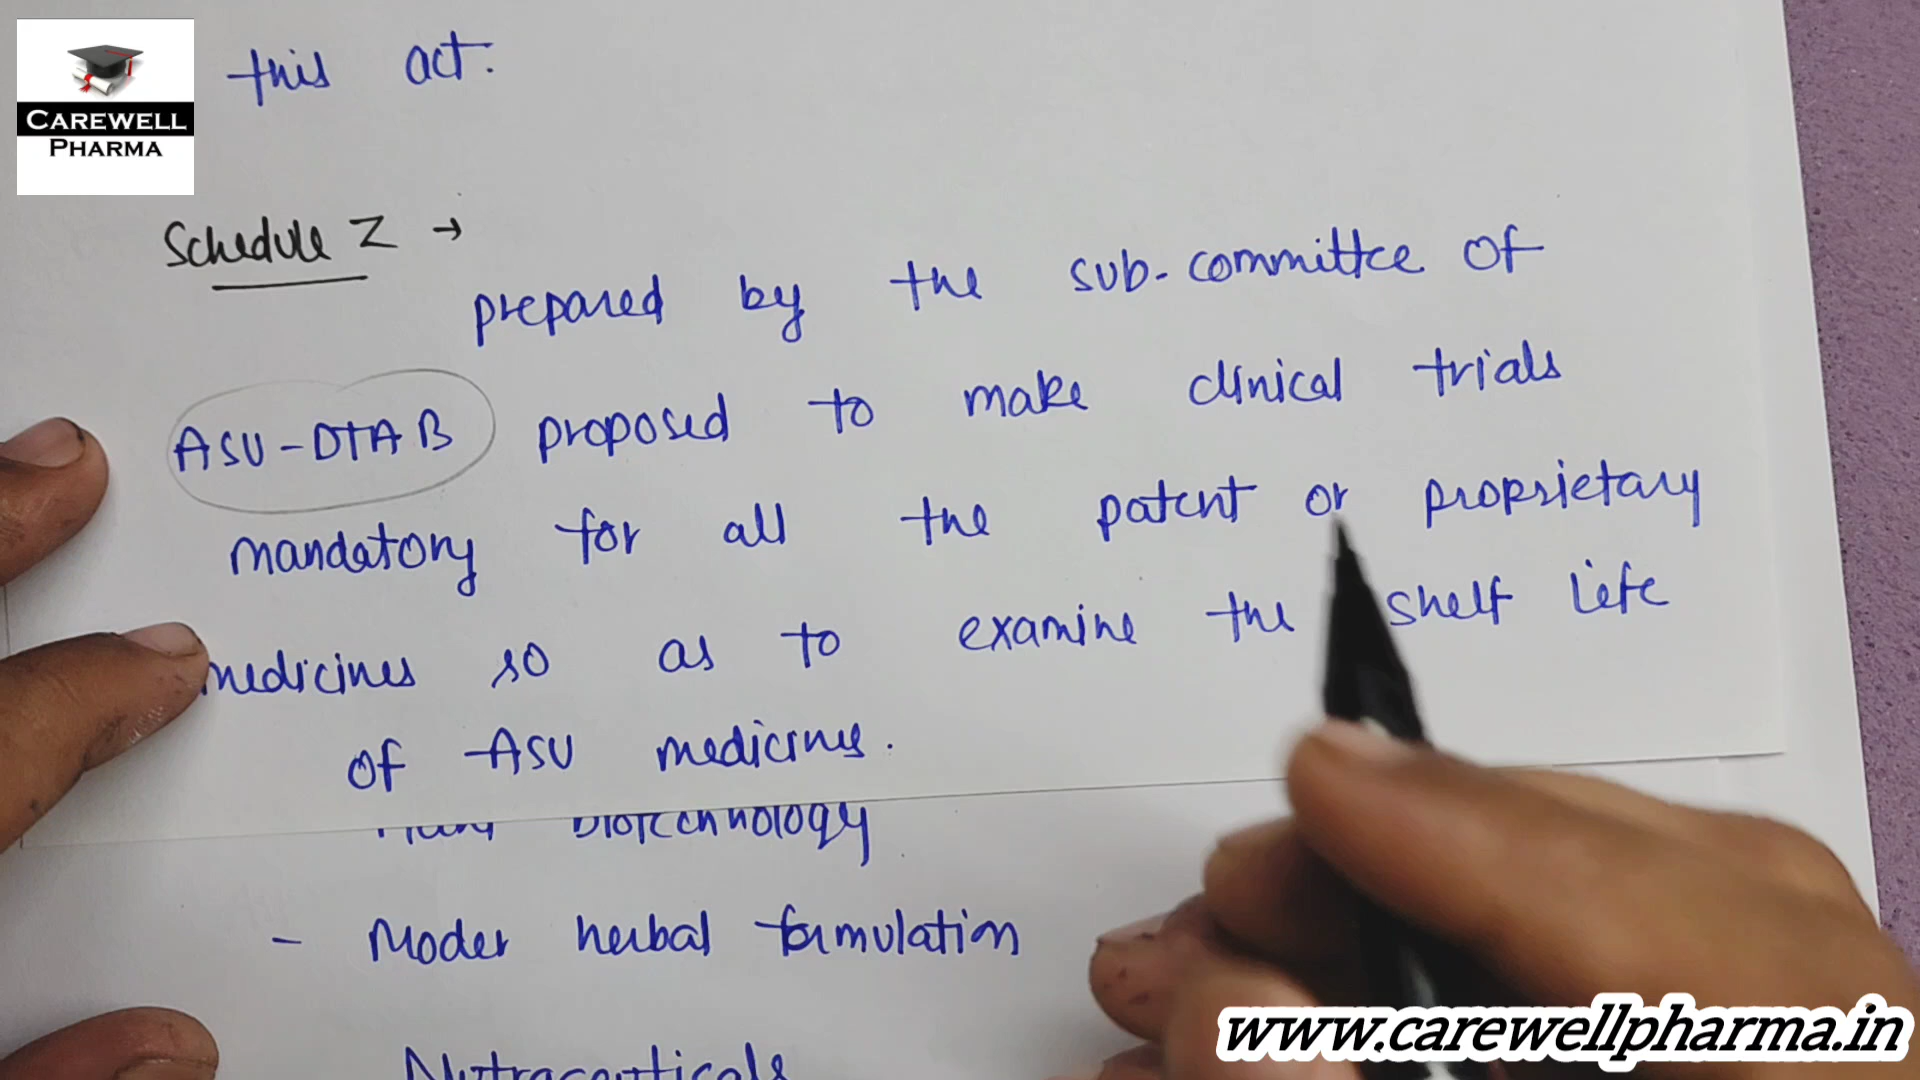 this act.
CAREWELL
PHARMA
Schedule Z →
prepared by the sub-committee of
ASU-DTAB proposed to make clinical trials
mandatory for all the patent or proprietary
medicines so as to examine the shelf life
of ASU medicines.
biotechnology
- Moder herbal formulation
Nutraceuticals
www.carewellpharma.in